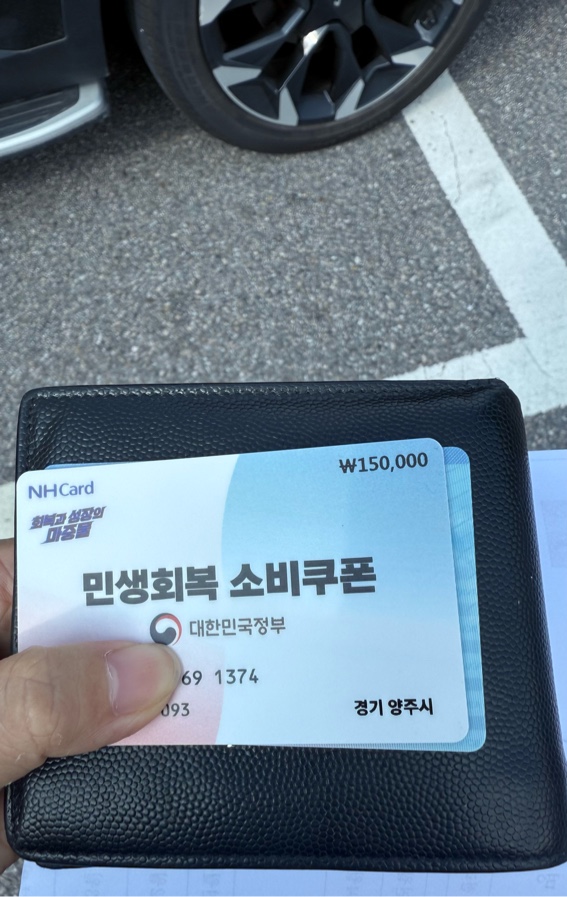 ₩150,000
NHCard
회복과 성장의
마중물
민생회복 소비쿠폰
대한민국정부
69 1374
093
경기 양주시